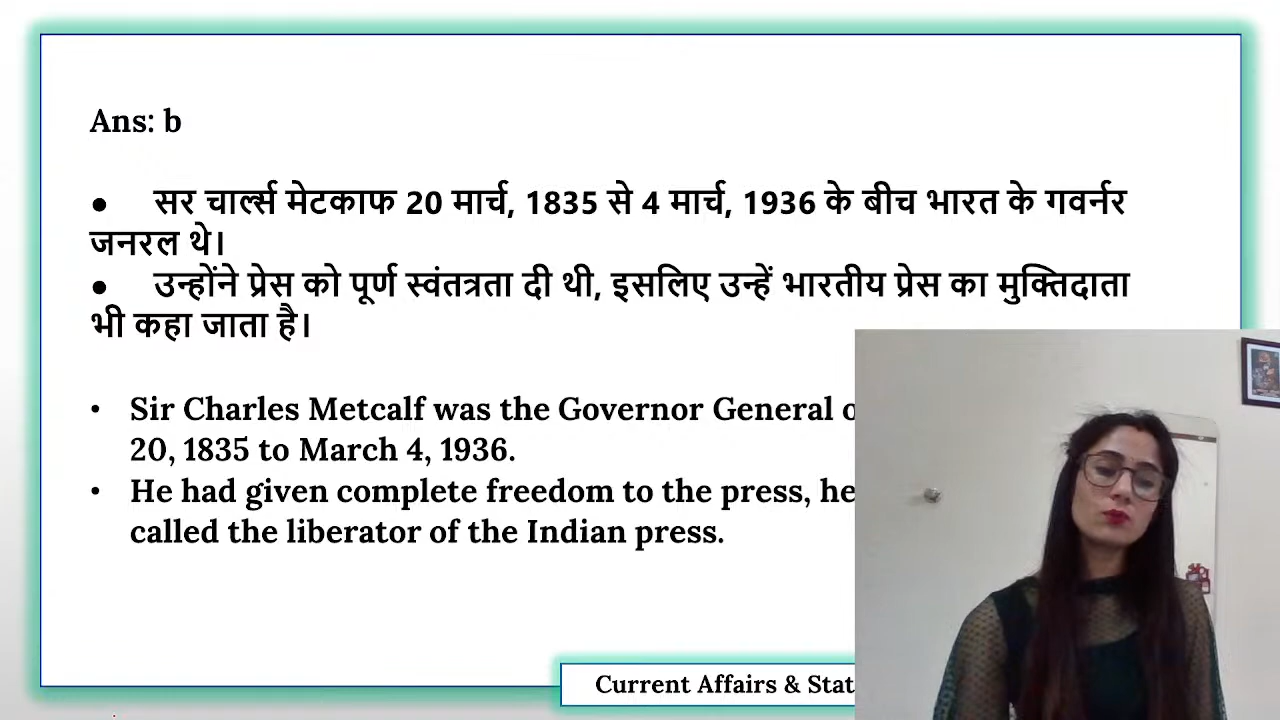 Ans: b
● सर चार्ल्स मेटकाफ 20 मार्च, 1835 से 4 मार्च, 1936 के बीच भारत के गवर्नर
जनरल थे।
● उन्होंने प्रेस को पूर्ण स्वंतत्रता दी थी, इसलिए उन्हें भारतीय प्रेस का मुक्तिदाता
भी कहा जाता है।
• Sir Charles Metcalf was the Governor General
20, 1835 to March 4, 1936.
• He had given complete freedom to the press, he
called the liberator of the Indian press.
Current Affairs &